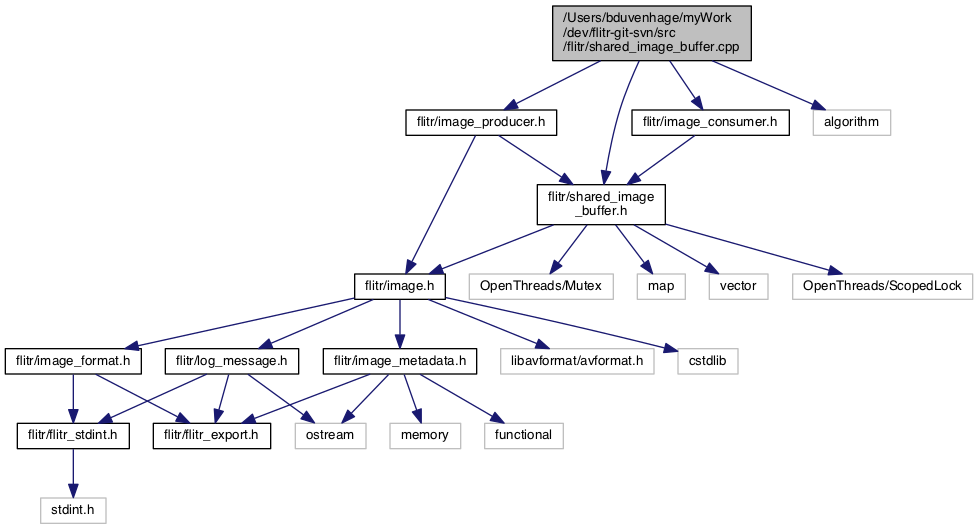 /Users/bduvenhage/myWork
/dev/flitr-git-svn/src
/flitr/shared_image_buffer.cpp
flitr/image_producer.h
flitr/image_consumer.h
algorithm
flitr/shared_image
_buffer.h
flitr/image.h
OpenThreads/Mutex
map
vector
OpenThreads/ScopedLock
flitr/image_format.h
flitr/log_message.h
flitr/image_metadata.h
libavformat/avformat.h
cstdlib
flitr/flitr_stdint.h
flitr/flitr_export.h
ostream
memory
functional
stdint.h